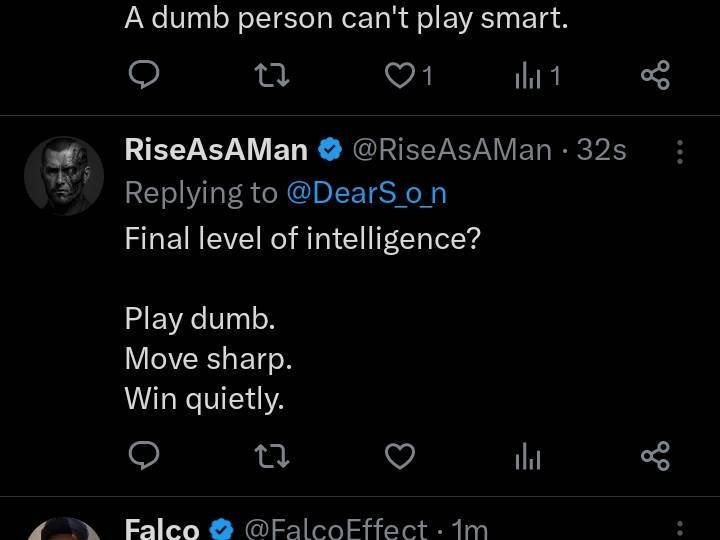 A dumb person can't play smart.
1 1
RiseAsAMan @RiseAsAMan · 32s
Replying to @DearS_o_n
Final level of intelligence?
Play dumb.
Move sharp.
Win quietly.
Falco @FalcoEffect · 1m